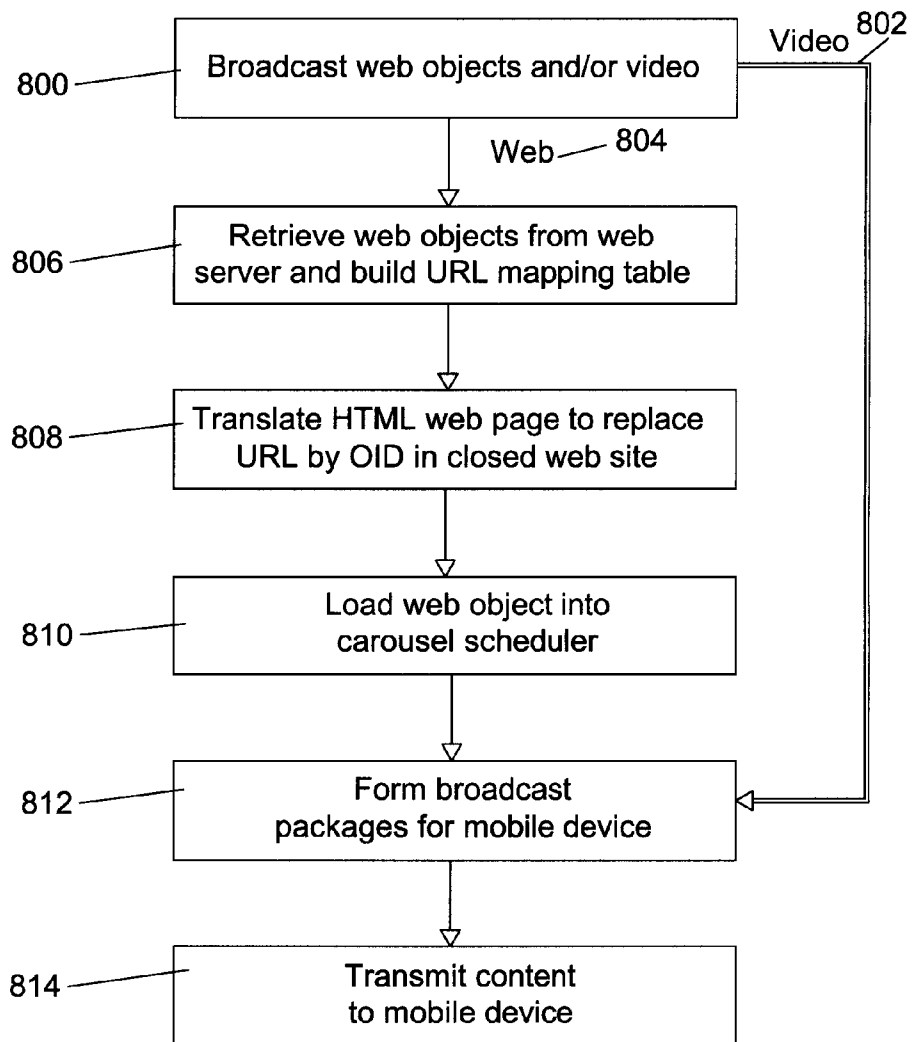 Video 802
800 Broadcast web objects and/or video
Web 804
806 Retrieve web objects from web
server and build URL mapping table
808 Translate HTML web page to replace
URL by OID in closed web site
810 Load web object into
carousel scheduler
812 Form broadcast
packages for mobile device
814 Transmit content
to mobile device